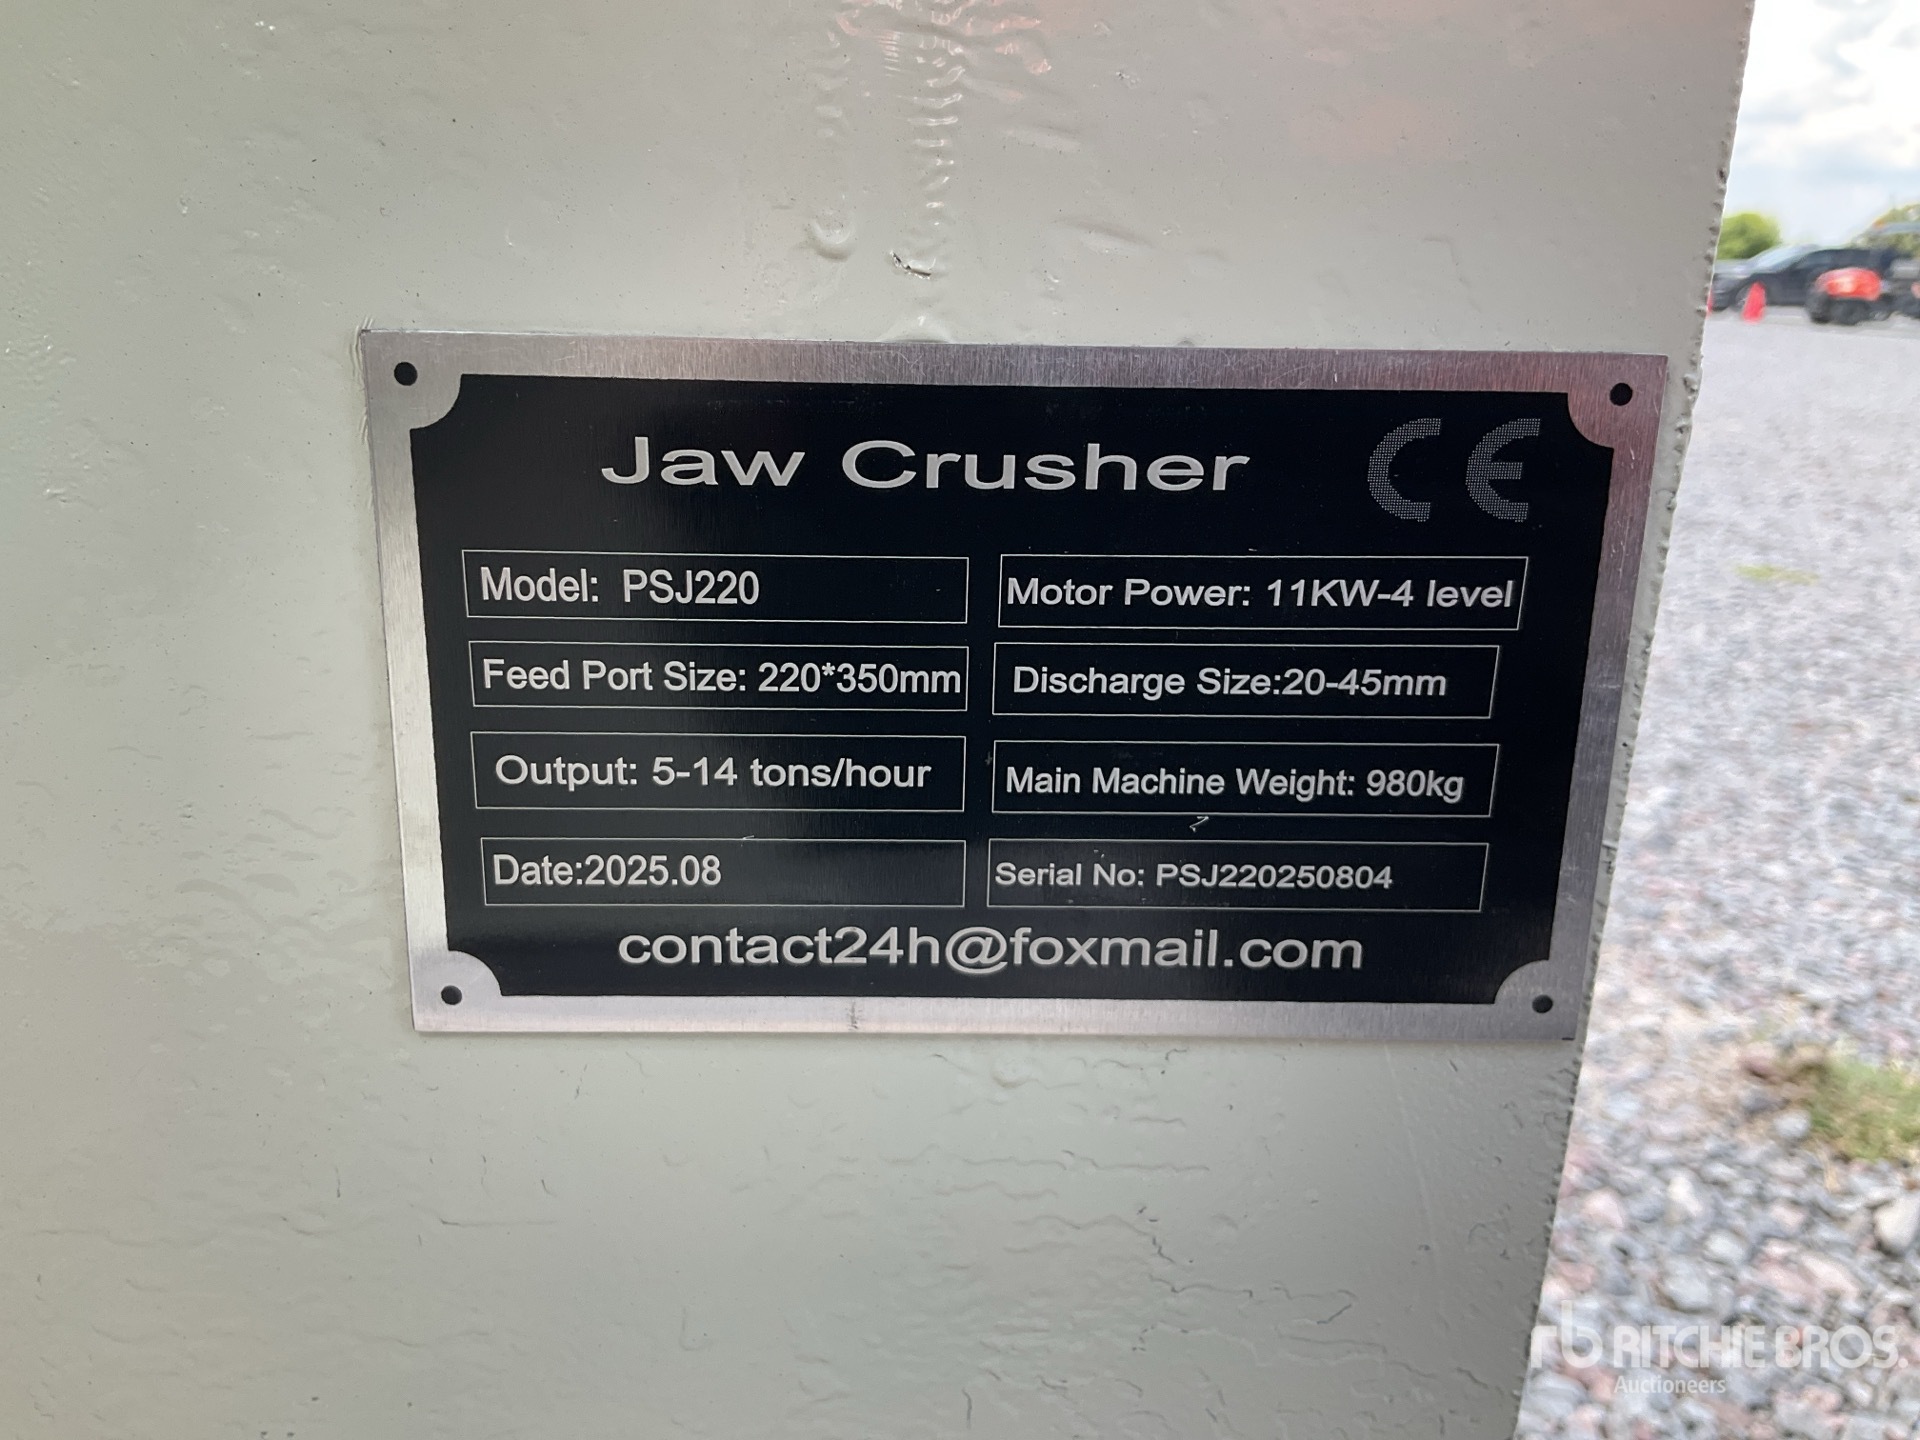 Jaw Crusher CE
Model: PSJ220
Motor Power: 11KW-4 level
Feed Port Size: 220*350mm
Discharge Size:20-45mm
Output: 5-14 tons/hour
Main Machine Weight: 980kg
Date:2025.08
Serial No: PSJ220250804
contact24h@foxmail.com
rb RITCHIE BROS.
Auctioneers